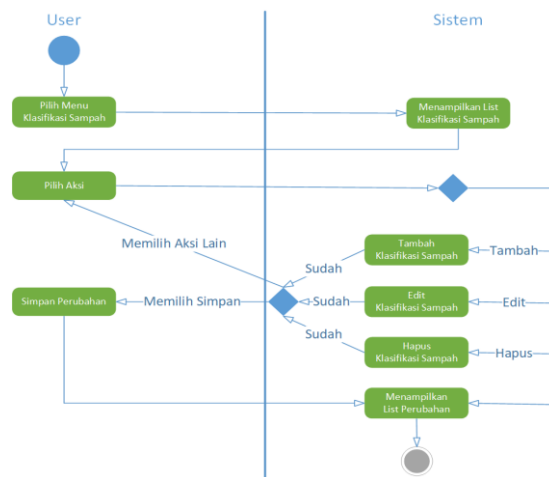 User
Sistem
Pilih Menu
Klasifikasi Sampah
Menampilkan List
Klasifikasi Sampah
Pilih Aksi
Memilih Aksi Lain
Sudah
Tambah
Klasifikasi Sampah
Tambah
Simpan Perubahan
Memilih Simpan
Sudah
Edit
Klasifikasi Sampah
Edit
Sudah
Hapus
Klasifikasi Sampah
Hapus
Menampilkan
List Perubahan